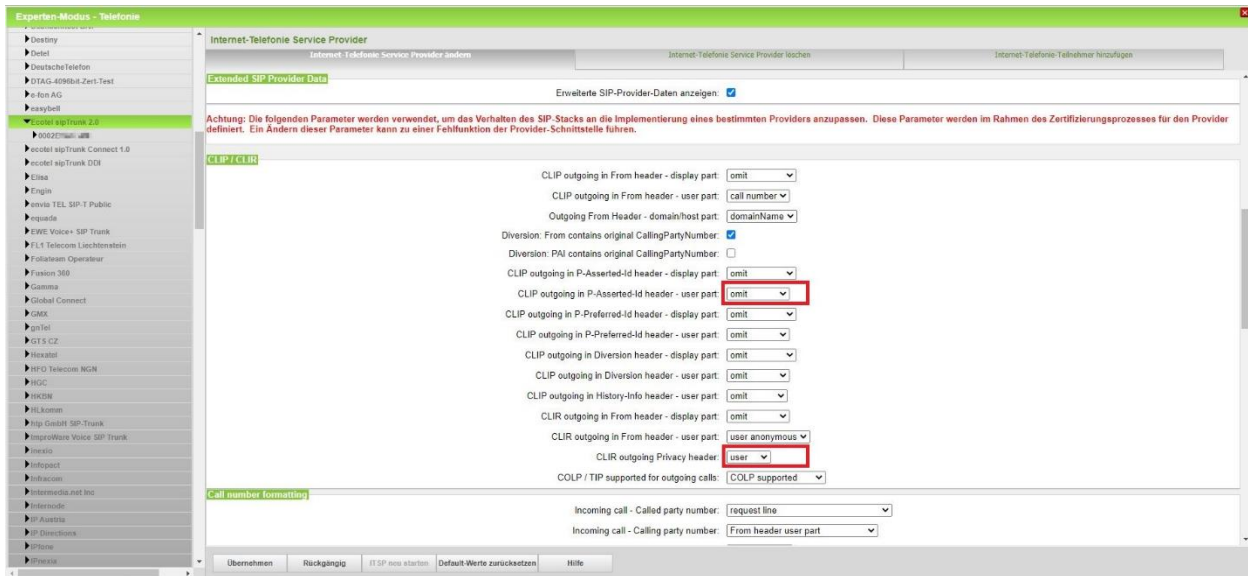 Experten-Modus - Telefonie
Destiny
Detel
DeutscheTelefon
DTAG-4096bit-Zert-Test
e-fon AG
easybell
Ecotel sipTrunk 2.0
ecotel sipTrunk Connect 1.0
ecotel sipTrunk DDI
Elisa
Engin
envia TEL SIP-T Public
equada
EWE Voice+ SIP Trunk
FL1 Telecom Liechtenstein
Foliateam Operateur
Fusion 360
Gamma
Global Connect
GMX
gnTel
GTS CZ
Hexatel
HFO Telecom NGN
HGC
HKBN
HLkomm
htp GmbH SIP-Trunk
ImproWare Voice SIP Trunk
inexio
Infopact
Infracom
Intermedia.net Inc
Internode
IP Austria
IP Directions
IPfone
IPnexia
Internet-Telefonie Service Provider
Internet-Telefonie Service Provider ändern
Internet-Telefonie Service Provider löschen
Internet-Telefonie-Teilnehmer hinzufügen
Extended SIP Provider Data
Erweiterte SIP-Provider-Daten anzeigen:
Achtung: Die folgenden Parameter werden verwendet, um das Verhalten des SIP-Stacks an die Implementierung eines bestimmten Providers anzupassen. Diese Parameter werden im Rahmen des Zertifizierungsprozesses für den Provider
definiert. Ein Ändern dieser Parameter kann zu einer Fehlfunktion der Provider-Schnittstelle führen.
CLIP / CLIR
CLIP outgoing in From header - display part: omit
CLIP outgoing in From header - user part: call number
Outgoing From Header - domain/host part: domainName
Diversion: From contains original CallingPartyNumber:
Diversion: PAI contains original CallingPartyNumber:
CLIP outgoing in P-Asserted-Id header - display part: omit
CLIP outgoing in P-Asserted-Id header - user part: omit
CLIP outgoing in P-Preferred-Id header - display part: omit
CLIP outgoing in P-Preferred-Id header - user part: omit
CLIP outgoing in Diversion header - display part: omit
CLIP outgoing in Diversion header - user part: omit
CLIP outgoing in History-Info header - user part: omit
CLIR outgoing in From header - display part: omit
CLIR outgoing in From header - user part: user anonymous
CLIR outgoing Privacy header: user
COLP / TIP supported for outgoing calls: COLP supported
Call number formatting
Incoming call - Called party number: request line
Incoming call - Calling party number: From header user part
Übernehmen
Rückgängig
ITSP neu starten
Default-Werte zurücksetzen
Hilfe